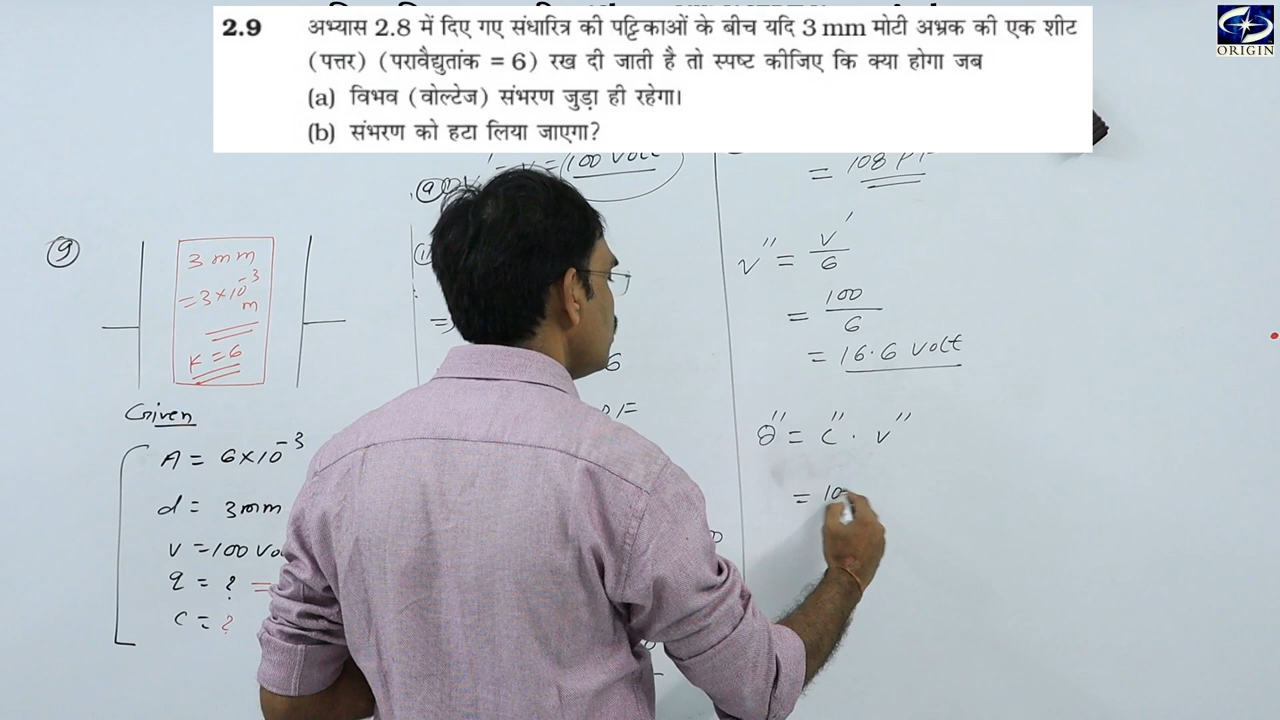 2.9 अभ्यास 2.8 में दिए गए संधारित्र की पट्टिकाओं के बीच यदि 3 mm मोटी अभ्रक की एक शीट
(पत्तर) (परावैद्युतांक = 6) रख दी जाती है तो स्पष्ट कीजिए कि क्या होगा जब
(a) विभव (वोल्टेज) संभरण जुड़ा ही रहेगा।
(b) संभरण को हटा लिया जाएगा?
ORIGIN
9
3 mm
= 3×10⁻³
m
K = 6
Given
A = 6×10⁻³
d = 3mm
V = 100
q = ?
C = ?
= 100 Volt
= 108
V'' = V'/6
= 100/6
= 16.6 Volt
Q'' = C'' . V''
= 10